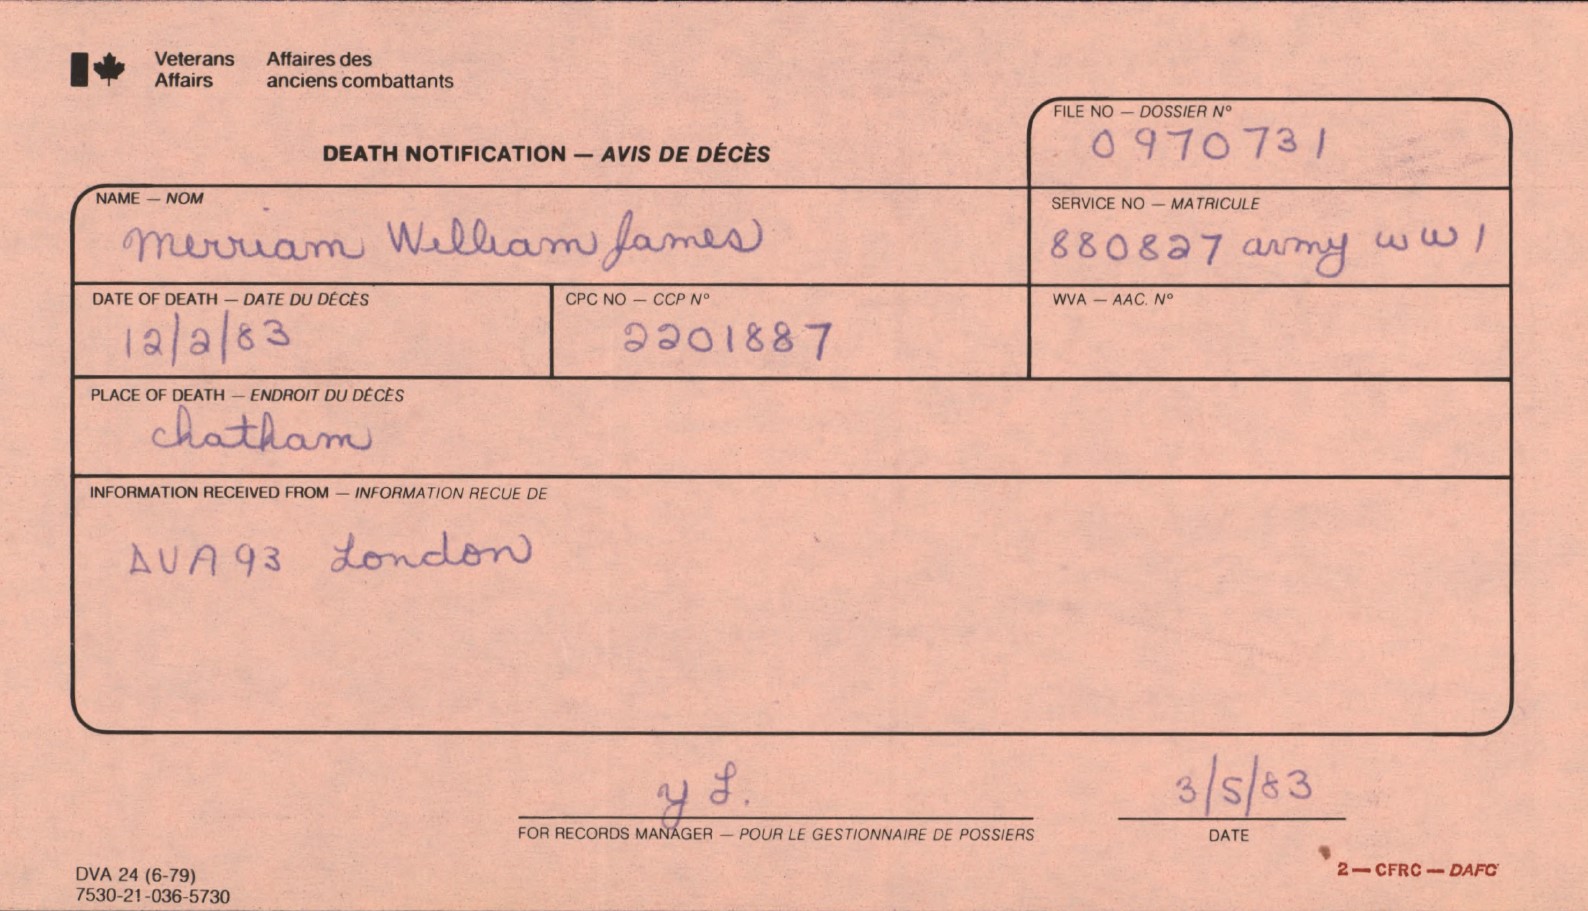 Veterans Affairs
Affaires des anciens combattants
DEATH NOTIFICATION — AVIS DE DÉCÈS
FILE NO — DOSSIER Nº
0970731
NAME — NOM
Merriam William James
SERVICE NO — MATRICULE
880827 army WW1
DATE OF DEATH — DATE DU DÉCÈS
12/2/83
CPC NO — CCP Nº
2201887
WVA — AAC. Nº
PLACE OF DEATH — ENDROIT DU DÉCÈS
Chatham
INFORMATION RECEIVED FROM — INFORMATION RECUE DE
DVA 93 London
y L.
3/5/83
FOR RECORDS MANAGER — POUR LE GESTIONNAIRE DE POSSIERS
DATE
DVA 24 (6-79)
7530-21-036-5730
2 — CFRC — DAFC